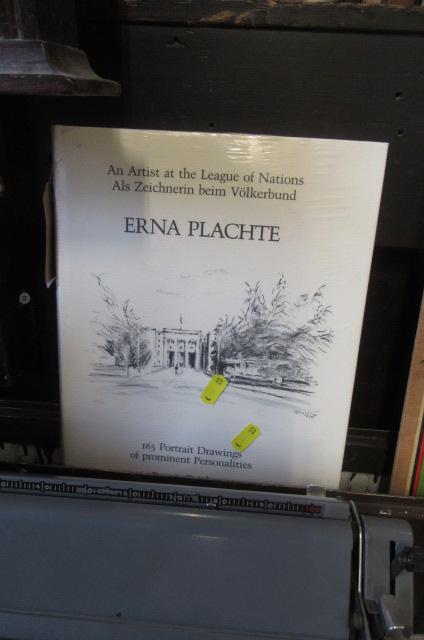 An Artist at the League of Nations
Als Zeichnerin beim Völkerbund
ERNA PLACHTE
163 Portrait Drawings
of prominent Personalities